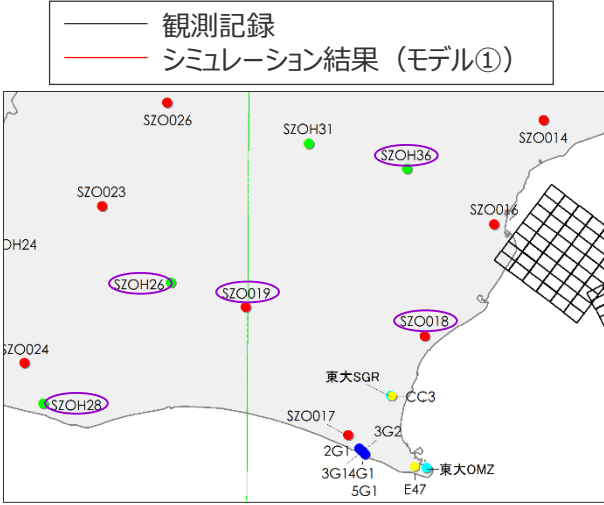 観測記録
シミュレーション結果（モデル①）
SZO026
SZOH31
SZO014
SZOH36
SZO023
SZO016
OH24
SZOH26
SZO019
SZO018
SZO024
東大SGR
CC3
SZOH28
SZO017
3G2
2G1
3G14G1
東大OMZ
5G1
E47